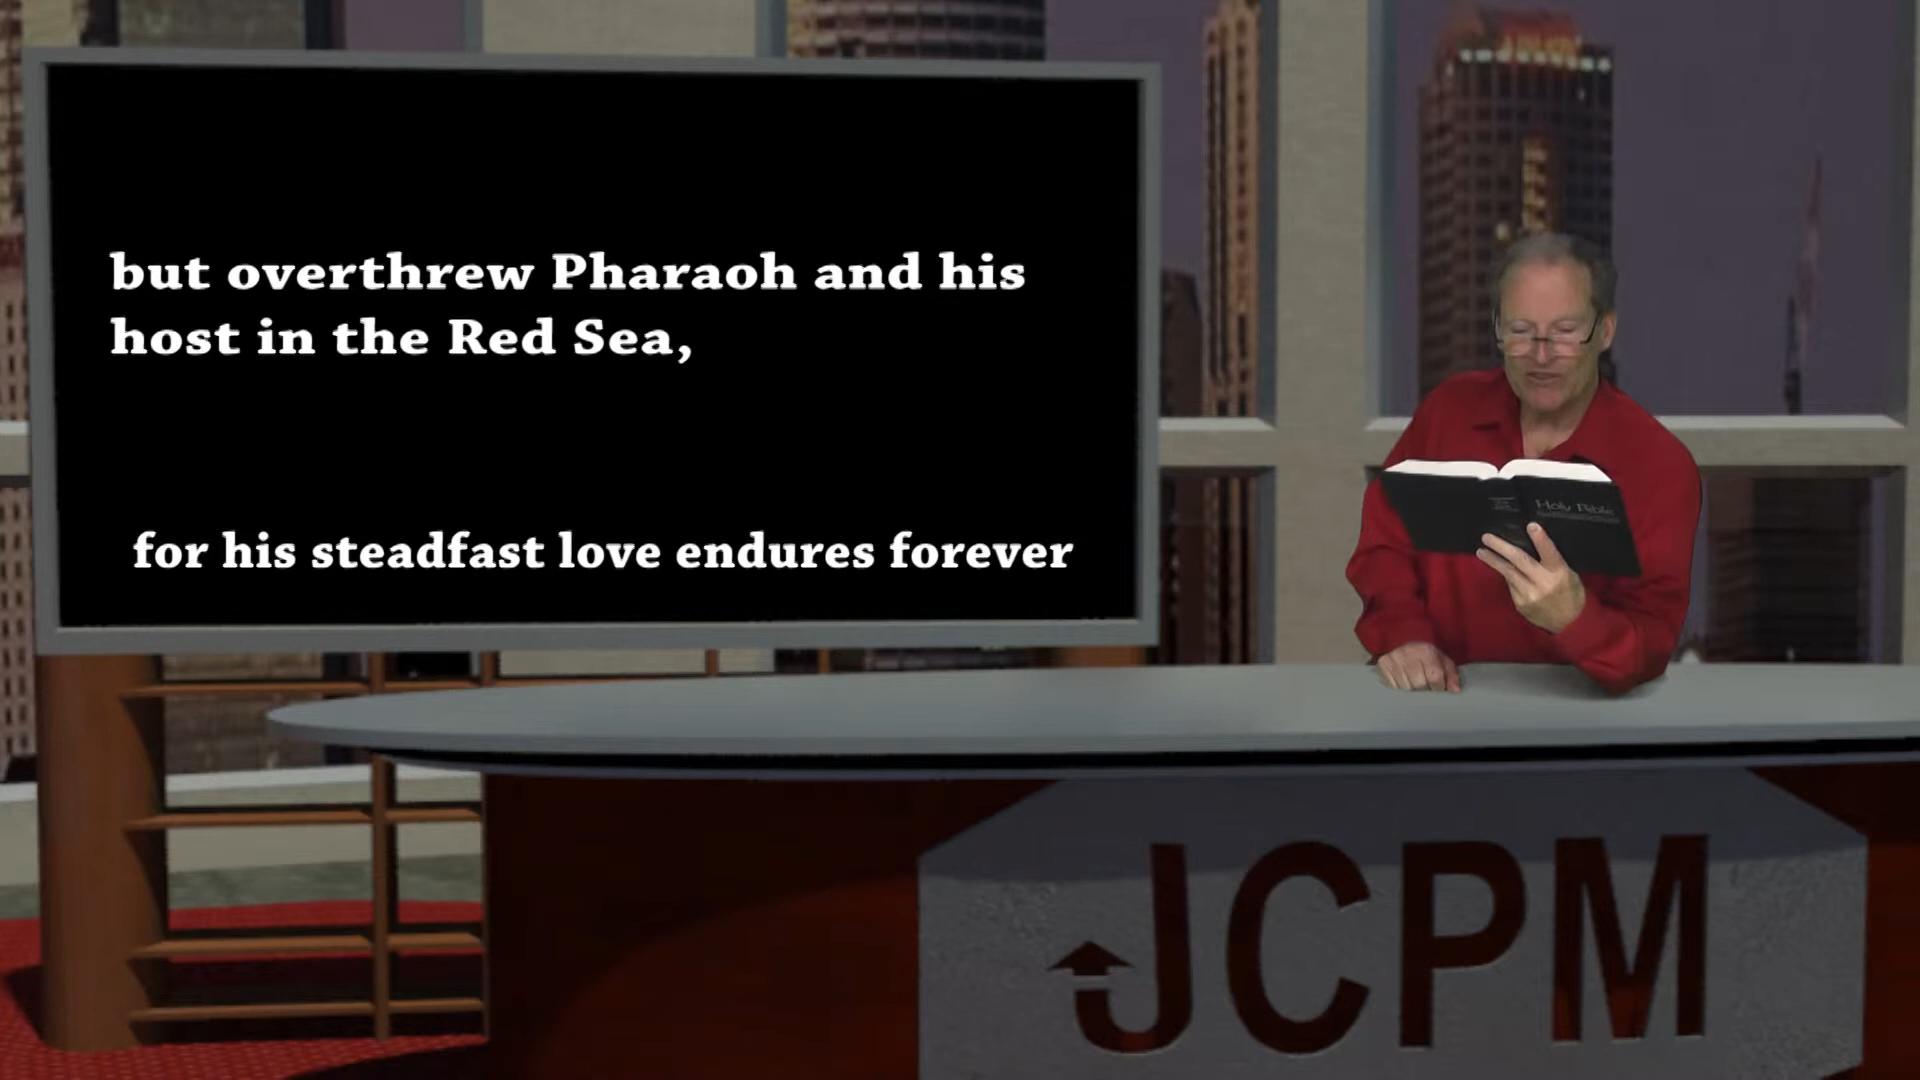 but overthrew Pharaoh and his
host in the Red Sea,
for his steadfast love endures forever
Holy Bible
JCPM